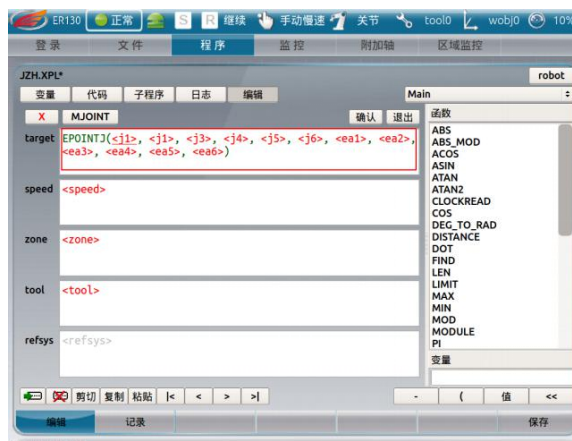 ER130 正常 S R 继续 手动慢速 关节 tool0 wobj0 10%
登录 文件 程序 监控 附加轴 区域监控
JZH.XPL* robot
变量 代码 子程序 日志 编辑 Main
X MJOINT 确认 退出 函数
target EPOINTJ(<j1>, <j1>, <j3>, <j4>, <j5>, <j6>, <ea1>, <ea2>,
<ea3>, <ea4>, <ea5>, <ea6>)
speed <speed>
zone <zone>
tool <tool>
refsys <refsys>
ABS
ABS_MOD
ACOS
ASIN
ATAN
ATAN2
CLOCKREAD
COS
DEG_TO_RAD
DISTANCE
DOT
FIND
LEN
LIMIT
MAX
MIN
MOD
MODULE
PI
变量
剪切 复制 粘贴 |< < > >| - ( 值 <<
编辑 记录 保存